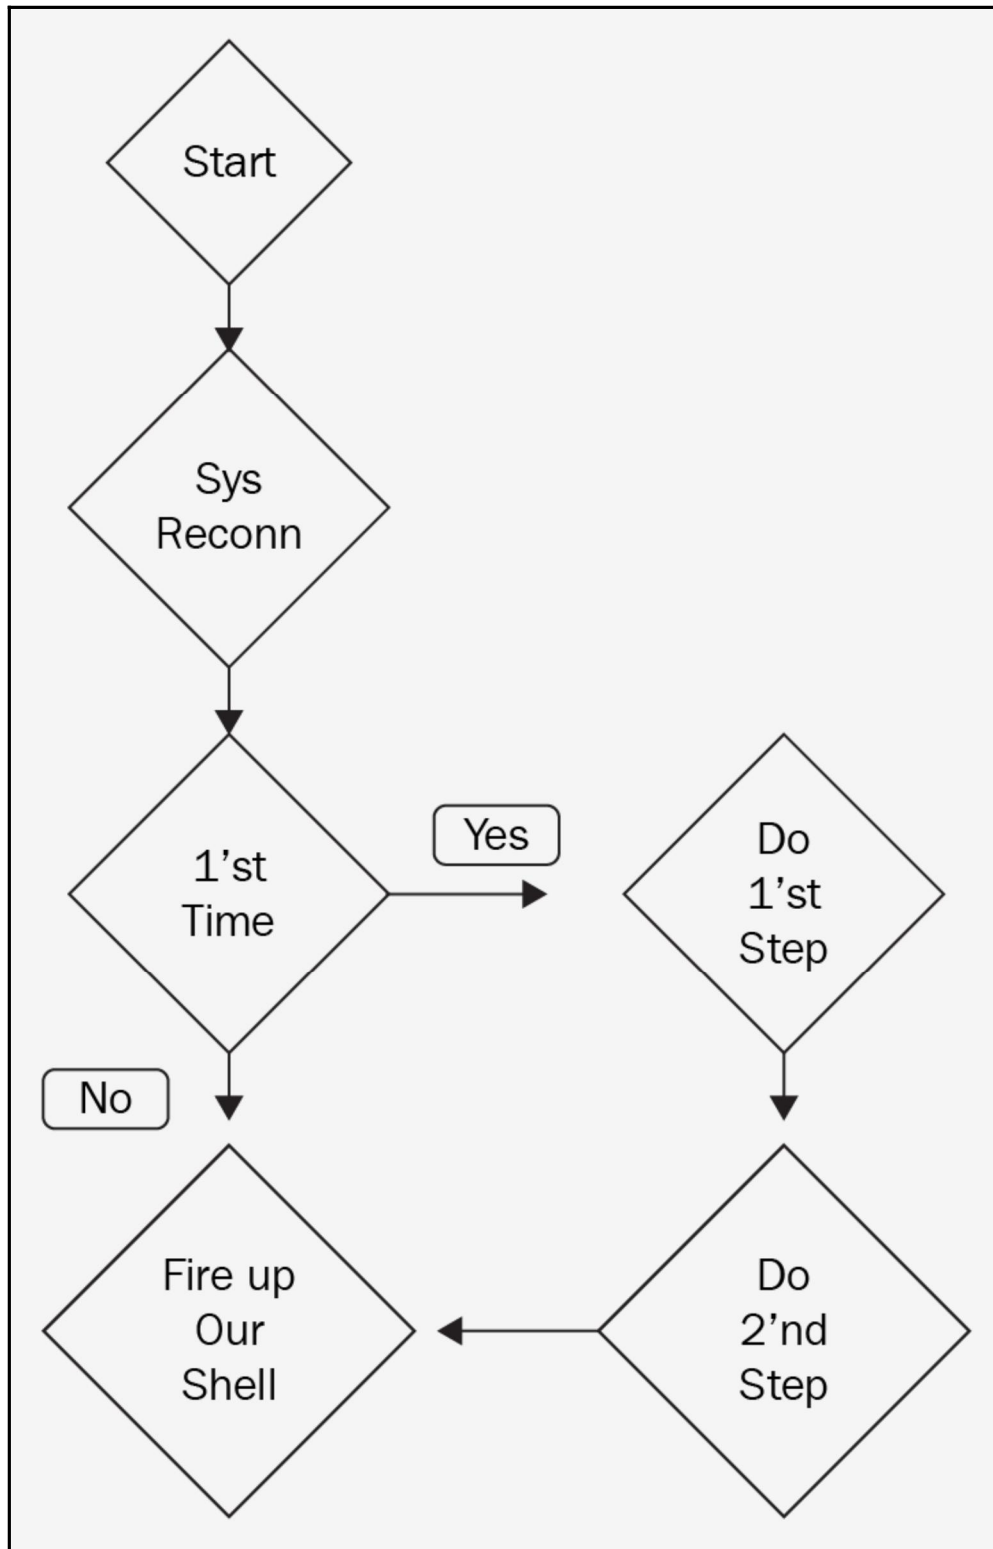 Start
Sys
Reconn
1’st
Time
Yes
Do
1’st
Step
No
Fire up
Our
Shell
Do
2’nd
Step